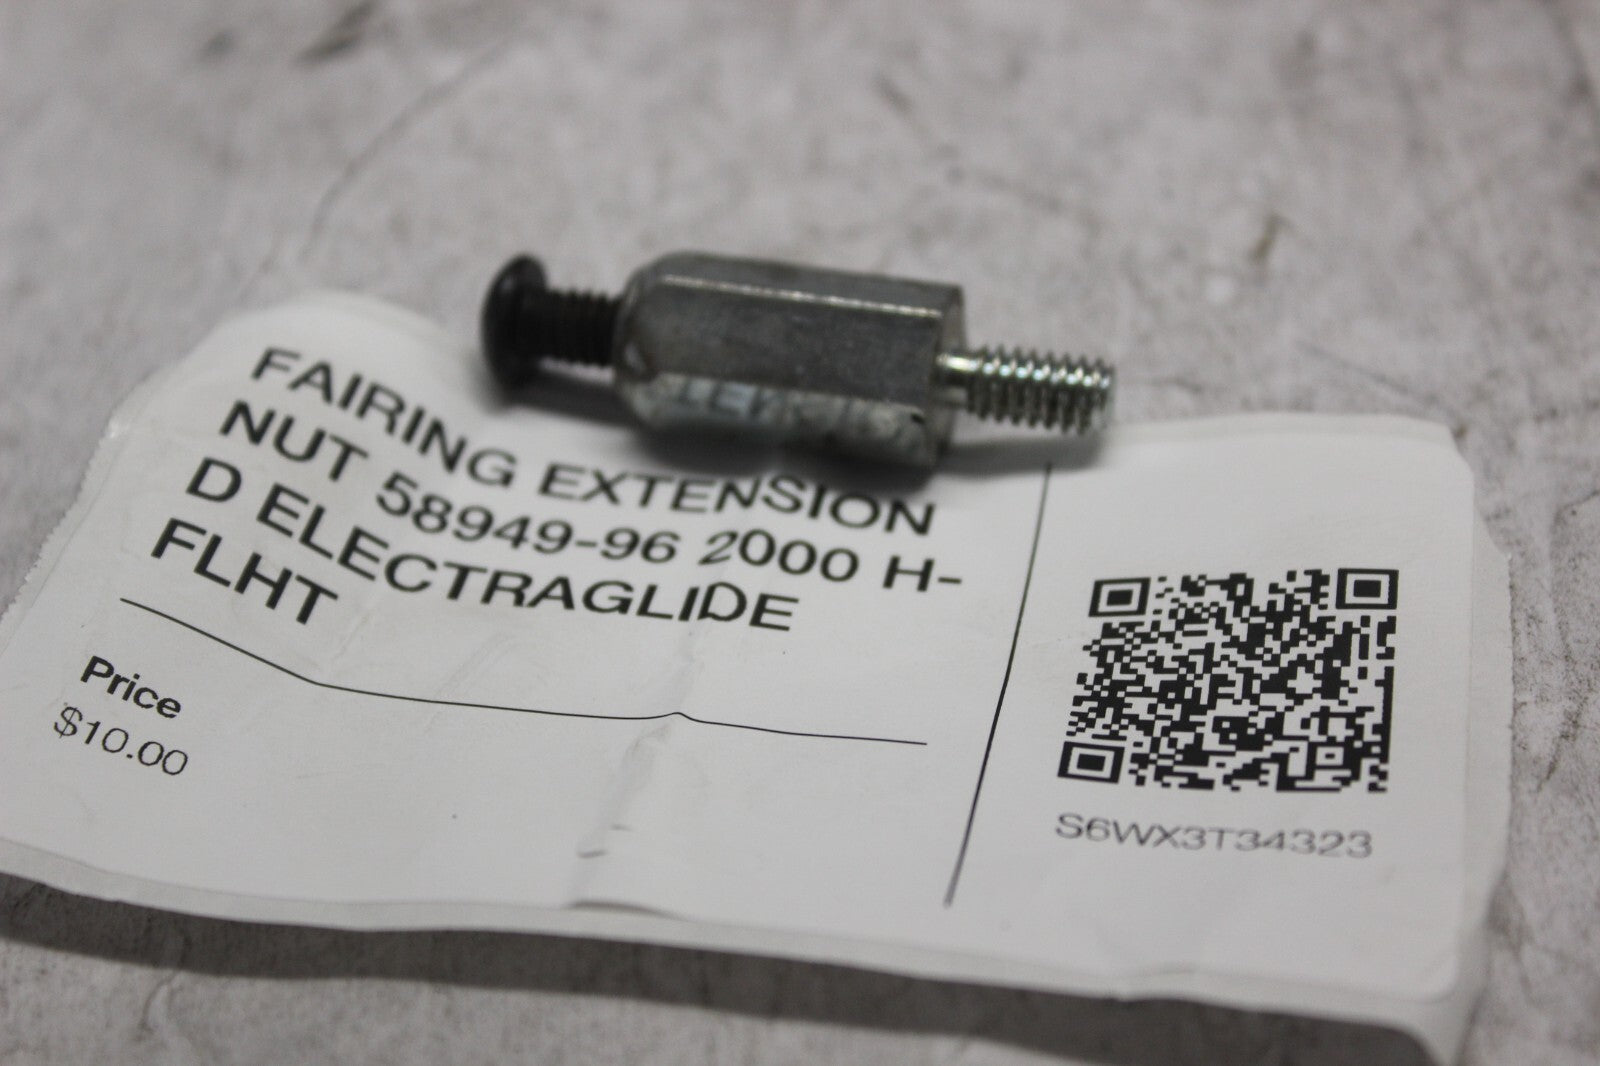 FAIRING EXTENSION
NUT 58949-96 2000 H-
D ELECTRAGLIDE
FLHT
Price
$10.00
S6WX3T34323